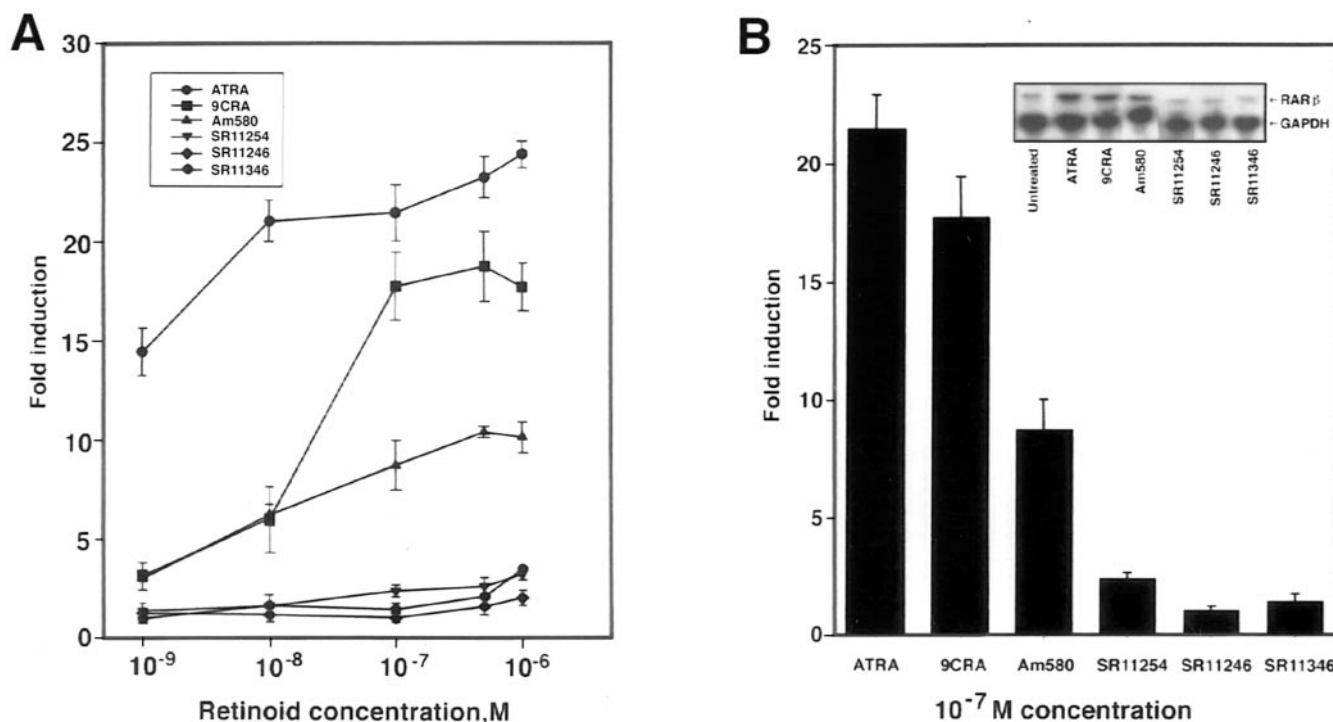 A
30
25
20
15
10
5
0
Fold induction
ATRA
9CRA
Am580
SR11254
SR11246
SR11346
10-9
10-8
10-7
10-6
Retinoid concentration,M
B
25
20
15
10
5
0
Fold induction
←RARβ
←GAPDH
Untreated
ATRA
9CRA
Am580
SR11254
SR11246
SR11346
ATRA 9CRA Am580 SR11254 SR11246 SR11346
10-7 M concentration